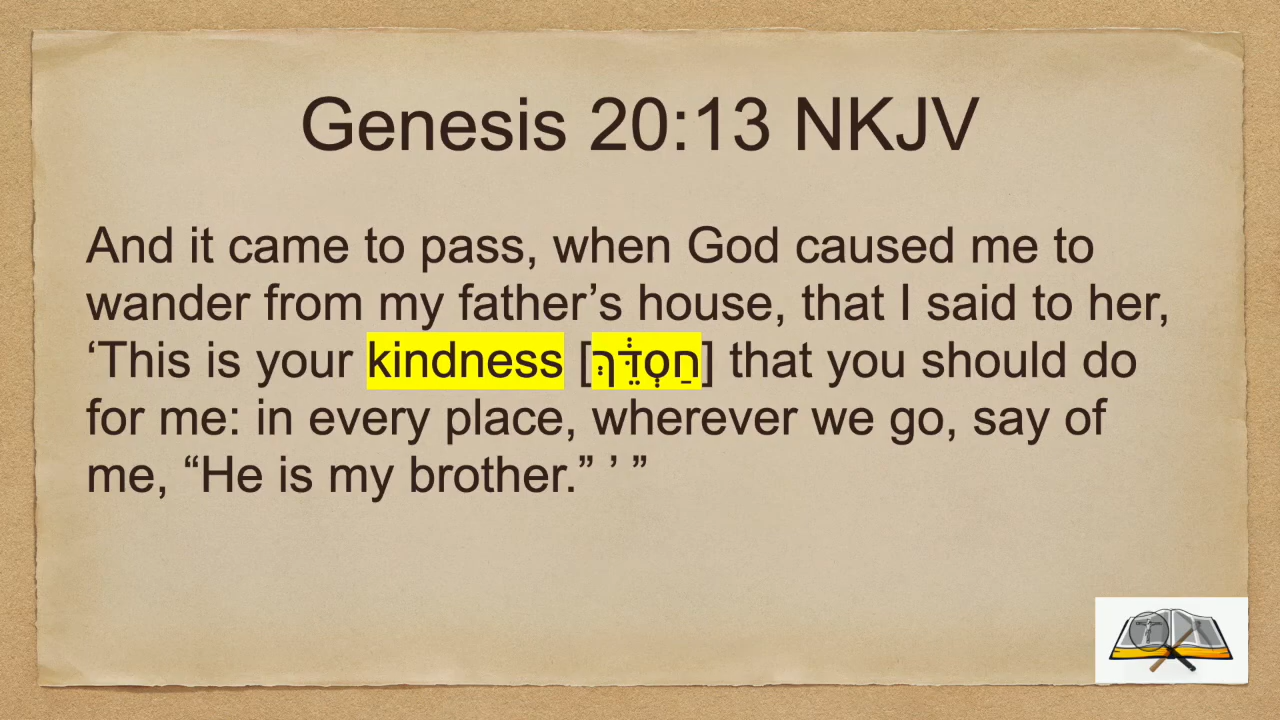 Genesis 20:13 NKJV
And it came to pass, when God caused me to
wander from my father’s house, that I said to her,
‘This is your kindness [חַסְדֵּ֔ךְ] that you should do
for me: in every place, wherever we go, say of
me, “He is my brother.” ’ ”